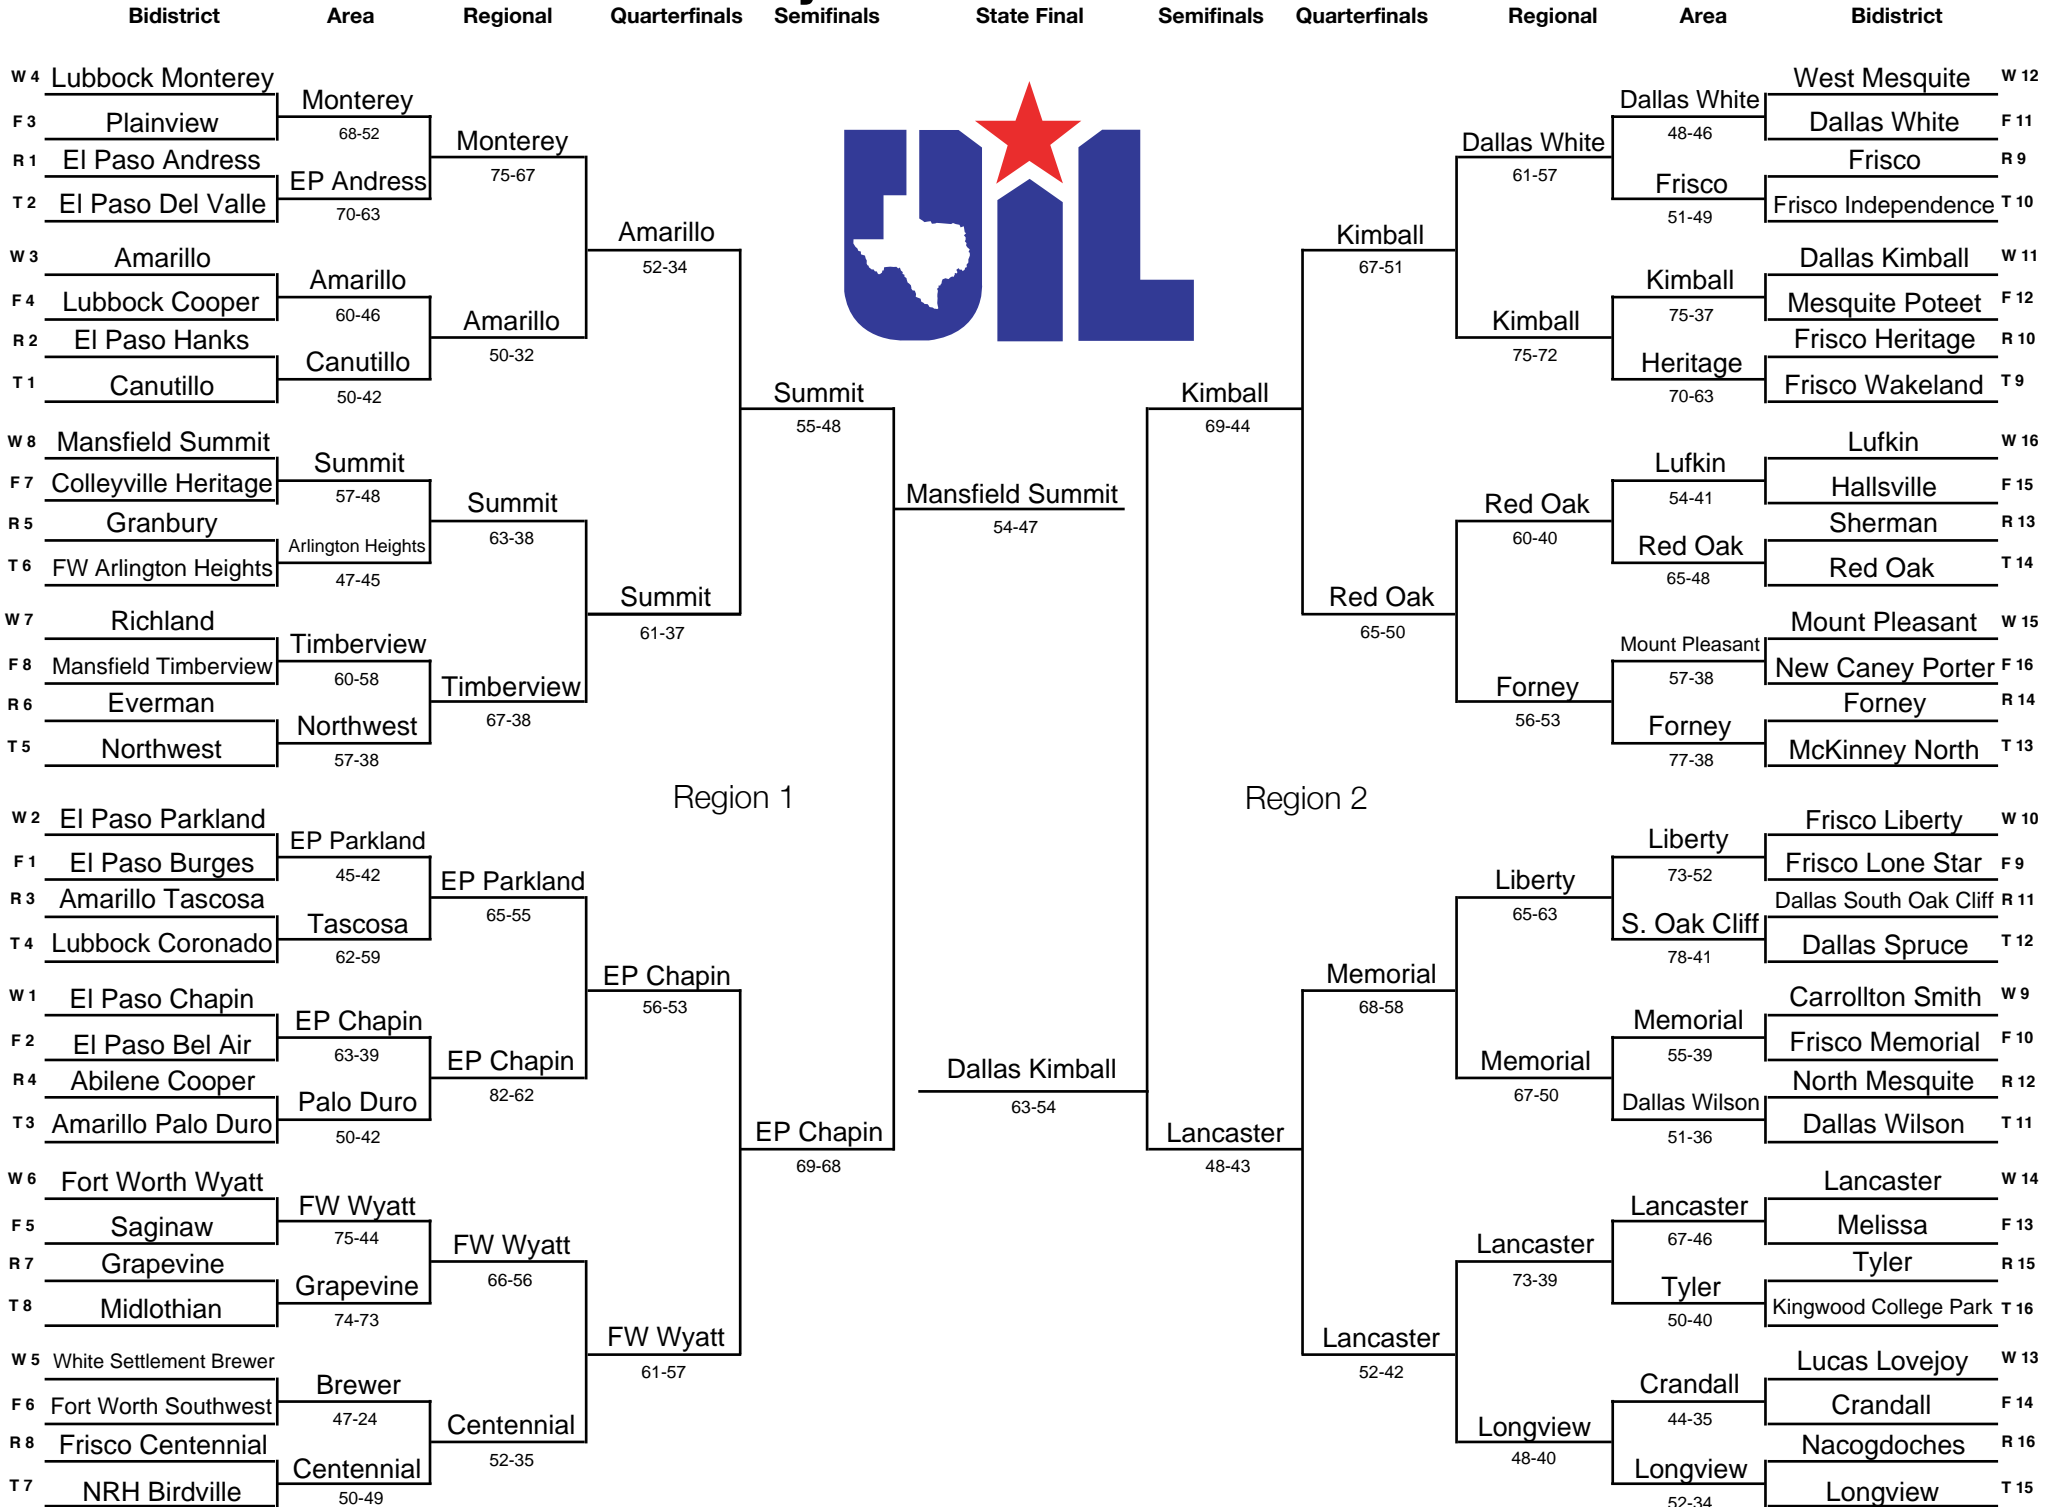 Bidistrict Area Regional Quarterfinals Semifinals State Final Semifinals Quarterfinals Regional Area Bidistrict
W 4 Lubbock Monterey
Monterey
F 3 Plainview
68-52
Monterey
R 1 El Paso Andress
75-67
EP Andress
T 2 El Paso Del Valle
70-63
Amarillo
52-34
W 3 Amarillo
Amarillo
F 4 Lubbock Cooper
60-46
Amarillo
R 2 El Paso Hanks
50-32
Canutillo
T 1 Canutillo
50-42
Summit
55-48
W 8 Mansfield Summit
Summit
F 7 Colleyville Heritage
57-48
Summit
R 5 Granbury
63-38
Arlington Heights
T 6 FW Arlington Heights
47-45
Summit
61-37
W 7 Richland
Timberview
F 8 Mansfield Timberview
60-58
Timberview
R 6 Everman
67-38
Northwest
T 5 Northwest
57-38
Region 1
W 2 El Paso Parkland
EP Parkland
F 1 El Paso Burges
45-42
EP Parkland
R 3 Amarillo Tascosa
65-55
Tascosa
T 4 Lubbock Coronado
62-59
EP Chapin
56-53
W 1 El Paso Chapin
EP Chapin
F 2 El Paso Bel Air
63-39
EP Chapin
R 4 Abilene Cooper
82-62
Palo Duro
T 3 Amarillo Palo Duro
50-42
EP Chapin
69-68
W 6 Fort Worth Wyatt
FW Wyatt
F 5 Saginaw
75-44
FW Wyatt
R 7 Grapevine
66-56
Grapevine
T 8 Midlothian
74-73
FW Wyatt
61-57
W 5 White Settlement Brewer
Brewer
F 6 Fort Worth Southwest
47-24
Centennial
R 8 Frisco Centennial
52-35
Centennial
T 7 NRH Birdville
50-49
UIL
Mansfield Summit
54-47
Dallas Kimball
63-54
West Mesquite W 12
Dallas White
Dallas White F 11
48-46
Dallas White
Frisco R 9
61-57
Frisco
Frisco Independence T 10
51-49
Kimball
67-51
Dallas Kimball W 11
Kimball
Mesquite Poteet F 12
75-37
Kimball
Frisco Heritage R 10
75-72
Heritage
Frisco Wakeland T 9
70-63
Kimball
69-44
Lufkin W 16
Lufkin
Hallsville F 15
54-41
Red Oak
Sherman R 13
60-40
Red Oak
Red Oak T 14
65-48
Red Oak
65-50
Mount Pleasant W 15
Mount Pleasant
New Caney Porter F 16
57-38
Forney
Forney R 14
56-53
Forney
McKinney North T 13
77-38
Region 2
Frisco Liberty W 10
Liberty
Frisco Lone Star F 9
73-52
Liberty
Dallas South Oak Cliff R 11
65-63
S. Oak Cliff
Dallas Spruce T 12
78-41
Memorial
68-58
Carrollton Smith W 9
Memorial
Frisco Memorial F 10
55-39
Memorial
North Mesquite R 12
67-50
Dallas Wilson
Dallas Wilson T 11
51-36
Lancaster
48-43
Lancaster W 14
Lancaster
Melissa F 13
67-46
Lancaster
Tyler R 15
73-39
Tyler
Kingwood College Park T 16
50-40
Lancaster
52-42
Lucas Lovejoy W 13
Crandall
Crandall F 14
44-35
Longview
Nacogdoches R 16
48-40
Longview
Longview T 15
52-34